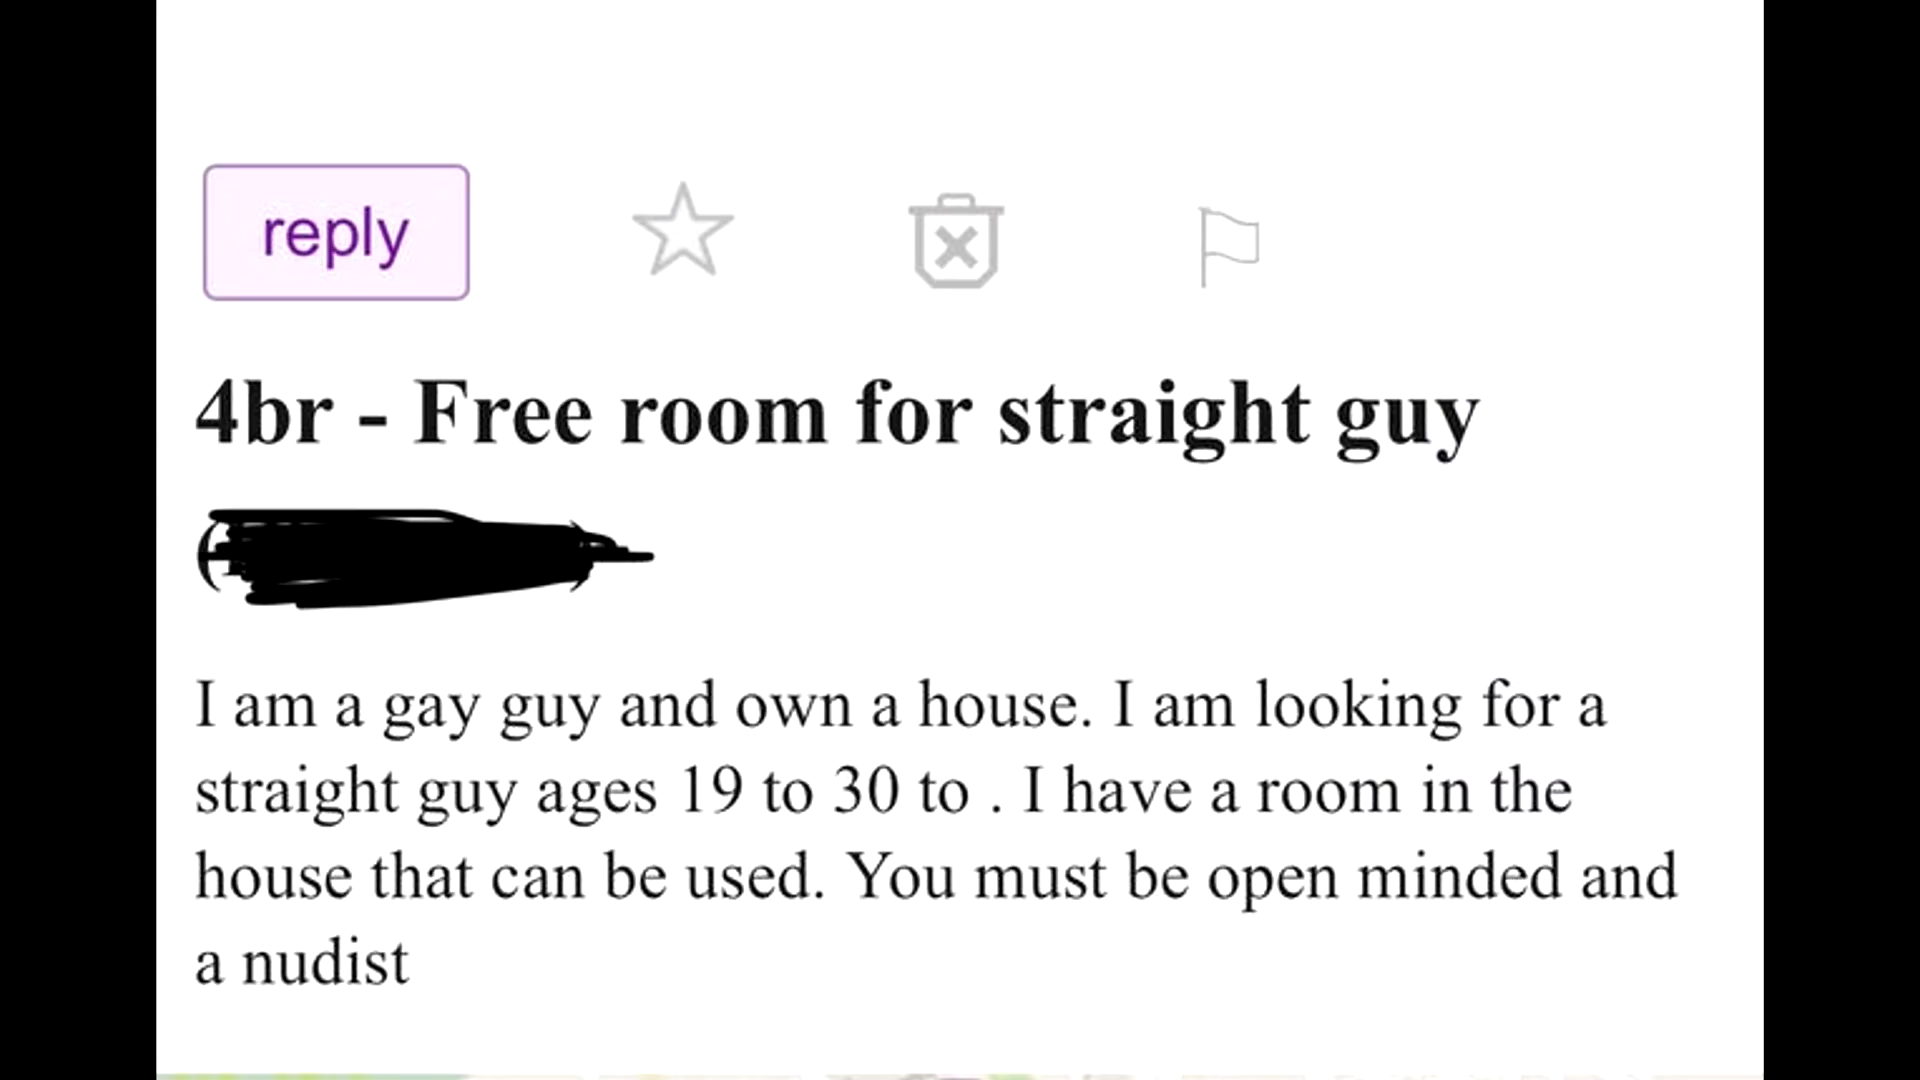 reply
4br - Free room for straight guy
I am a gay guy and own a house. I am looking for a
straight guy ages 19 to 30 to . I have a room in the
house that can be used. You must be open minded and
a nudist